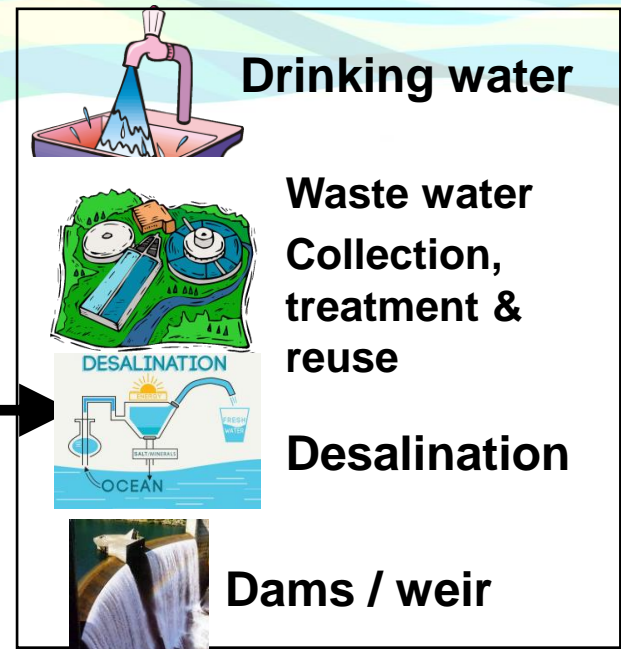 Drinking water
Waste water
Collection,
treatment &
reuse
DESALINATION
ENERGY
FRESH
WATER
SALT/MINERALS
OCEAN
Desalination
Dams / weir